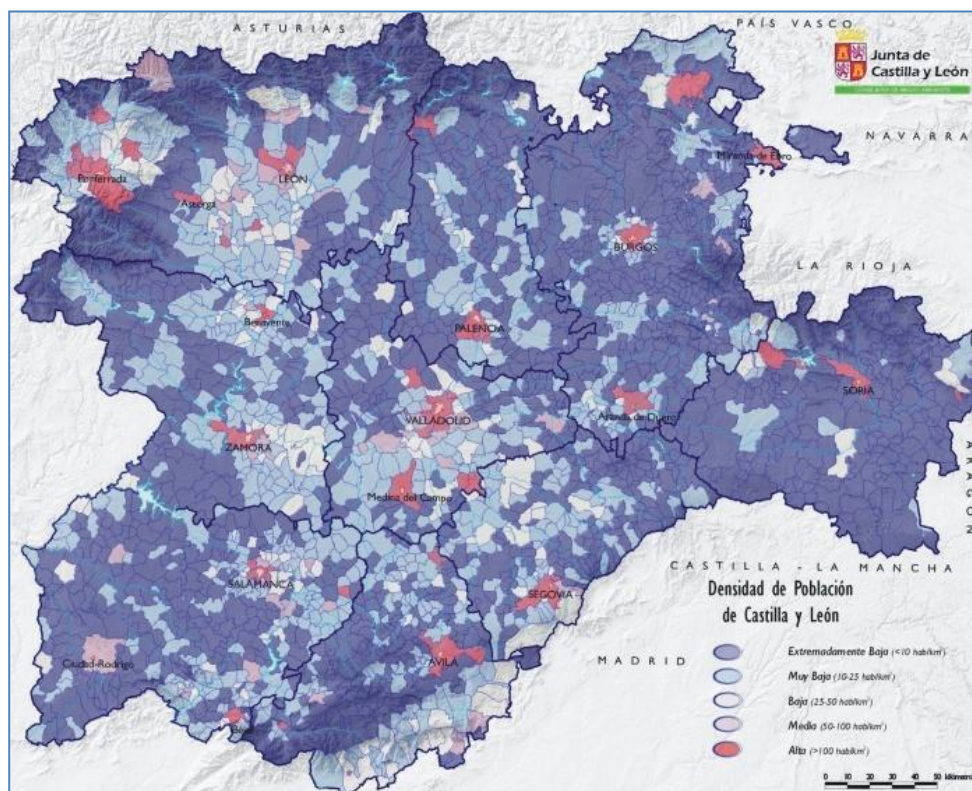 ASTURIAS
PAÍS VASCO
Junta de
Castilla y León
NAVARRA
Miranda de Ebro
Ponferrada
LEÓN
Astorga
BURGOS
LA RIOJA
Benavente
PALENCIA
SORIA
VALLADOLID
Aranda de Duero
ZAMORA
Medina del Campo
ARAGON
CASTILLA - LA MANCHA
SALAMANCA
SEGOVIA
Densidad de Población
de Castilla y León
Ciudad-Rodrigo
ÁVILA
MADRID
Extremadamente Baja (<10 hab/km²)
Muy Baja (10-25 hab/km²)
Baja (25-50 hab/km²)
Media (50-100 hab/km²)
Alta (>100 hab/km²)
0 10 20 30 40 50